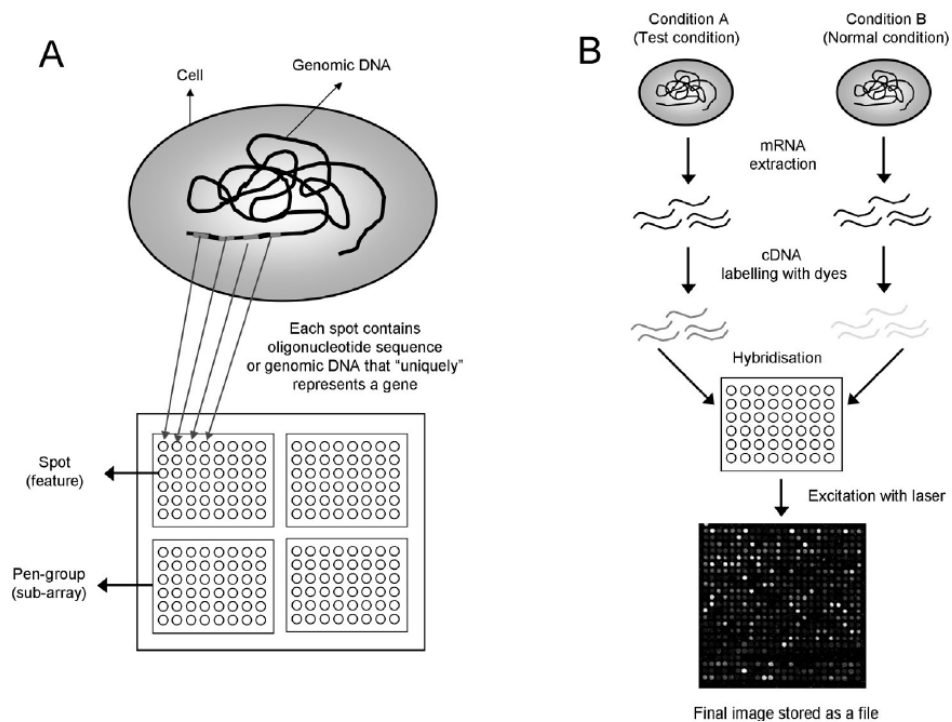 A
Cell
Genomic DNA
Each spot contains
oligonucleotide sequence
or genomic DNA that “uniquely”
represents a gene
Spot
(feature)
Pen-group
(sub-array)
B
Condition A
(Test condition)
Condition B
(Normal condition)
mRNA
extraction
cDNA
labelling with dyes
Hybridisation
Excitation with laser
Final image stored as a file